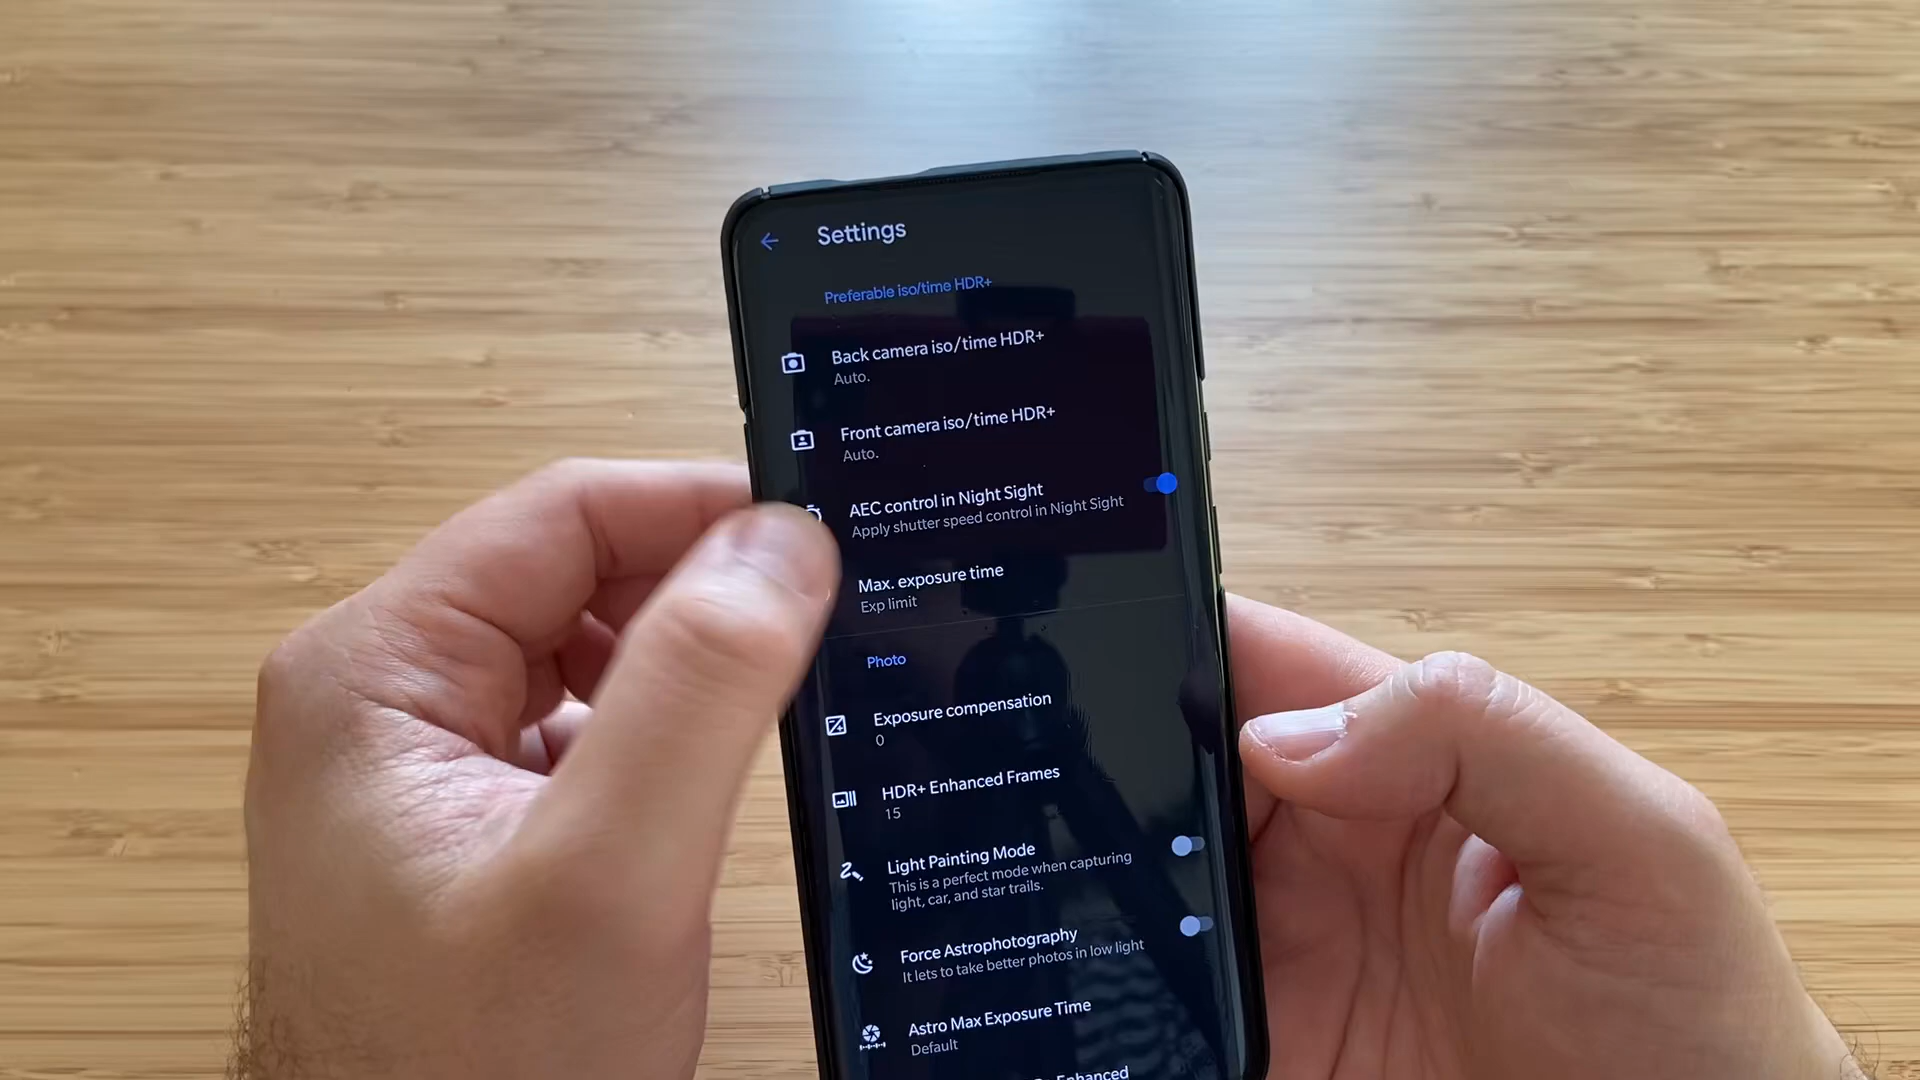 Settings
Preferable iso/time HDR+
Back camera iso/time HDR+
Auto.
Front camera iso/time HDR+
Auto.
AEC control in Night Sight
Apply shutter speed control in Night Sight
Max. exposure time
Exp limit
Photo
Exposure compensation
0
HDR+ Enhanced Frames
15
Light Painting Mode
This is a perfect mode when capturing
light, car, and star trails.
Force Astrophotography
It lets to take better photos in low light
Astro Max Exposure Time
Default
Enhanced